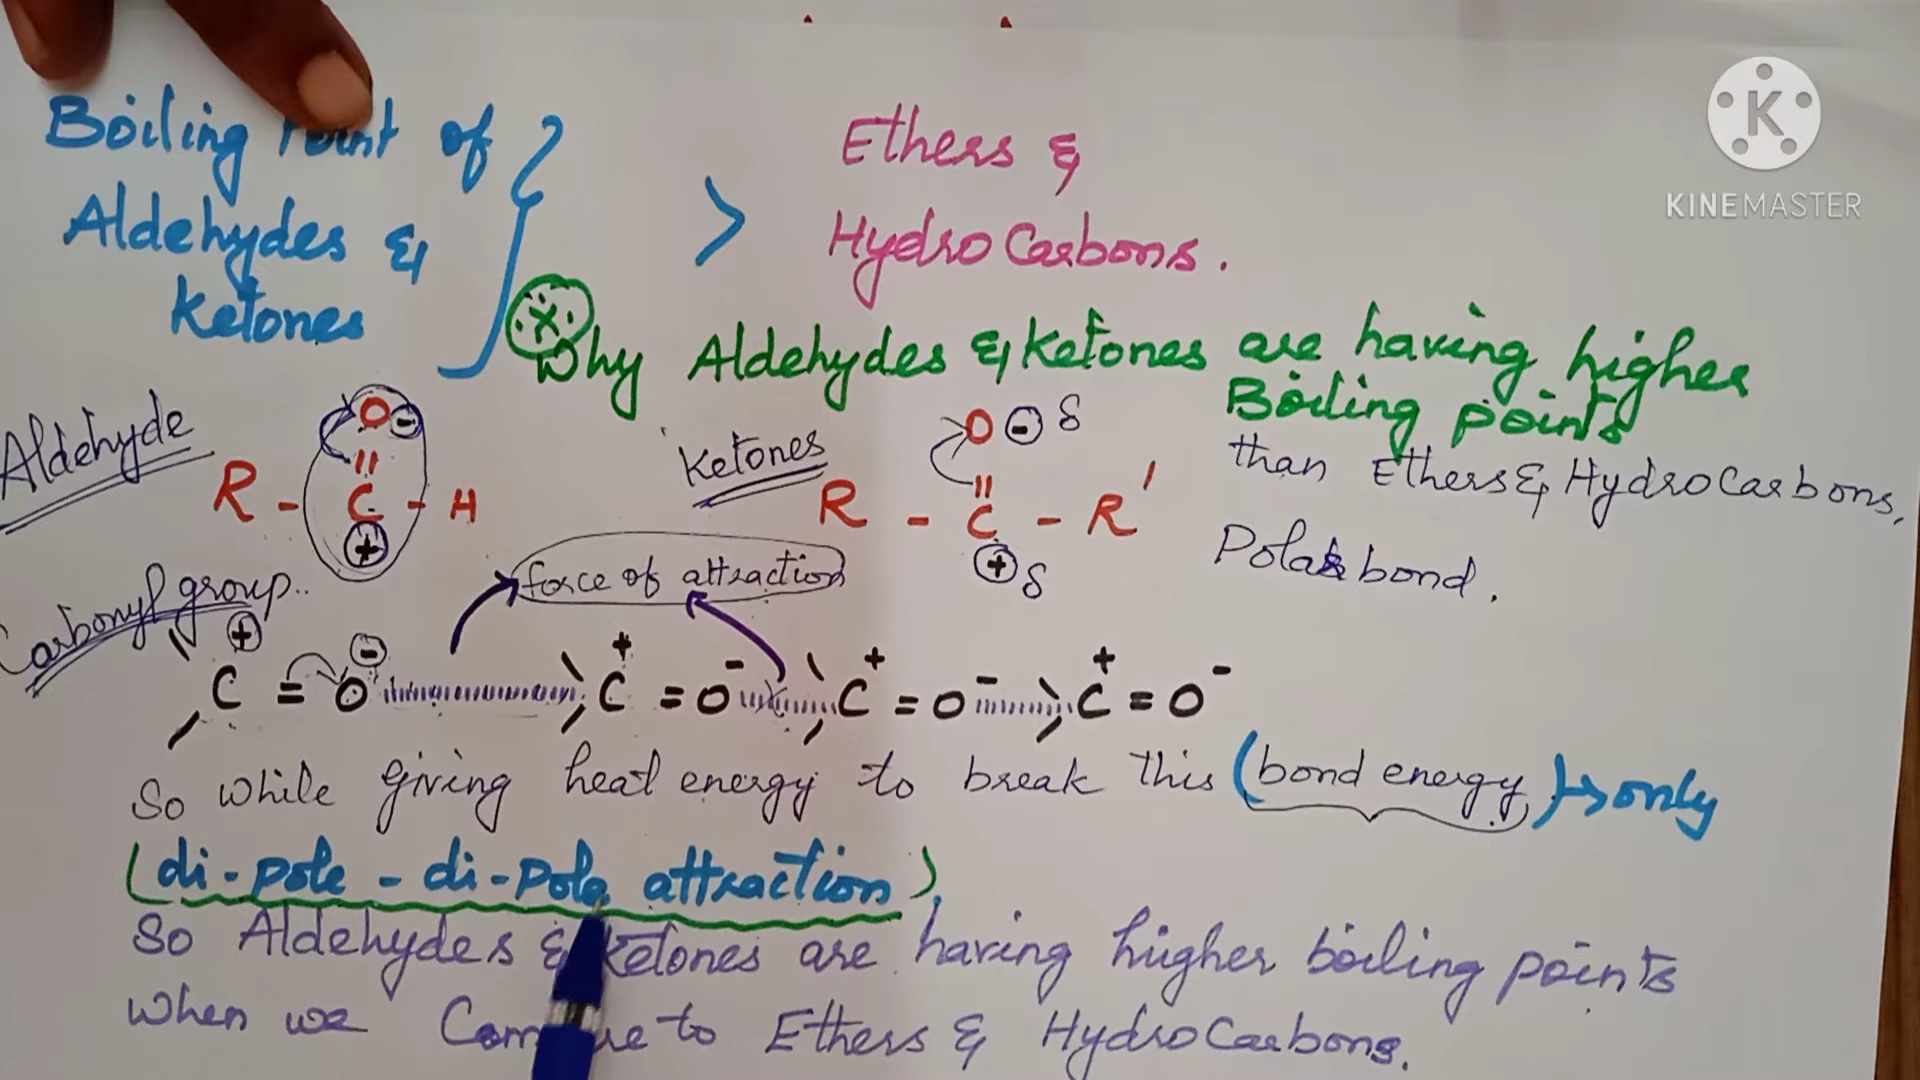 Boiling Point of
Aldehydes &
Ketones
>
Ethers &
Hydro Carbons.
KINEMASTER
Why Aldehydes & Ketones are having higher
Boiling points
than Ethers & Hydro Carbons,
Polar bond.
Aldehyde
O -
||
R - C - H
+
Carbonyl group..
Ketones
O - δ
||
R - C - R'
+ δ
force of attraction
C+ = O- C+ = O- C+ = O- C+ = O-
So while giving heat energy to break this (bond energy) → only
(di-pole - di-pole attraction)
So Aldehydes & Ketones are having higher boiling points
When we to Ethers & Hydro Carbons.